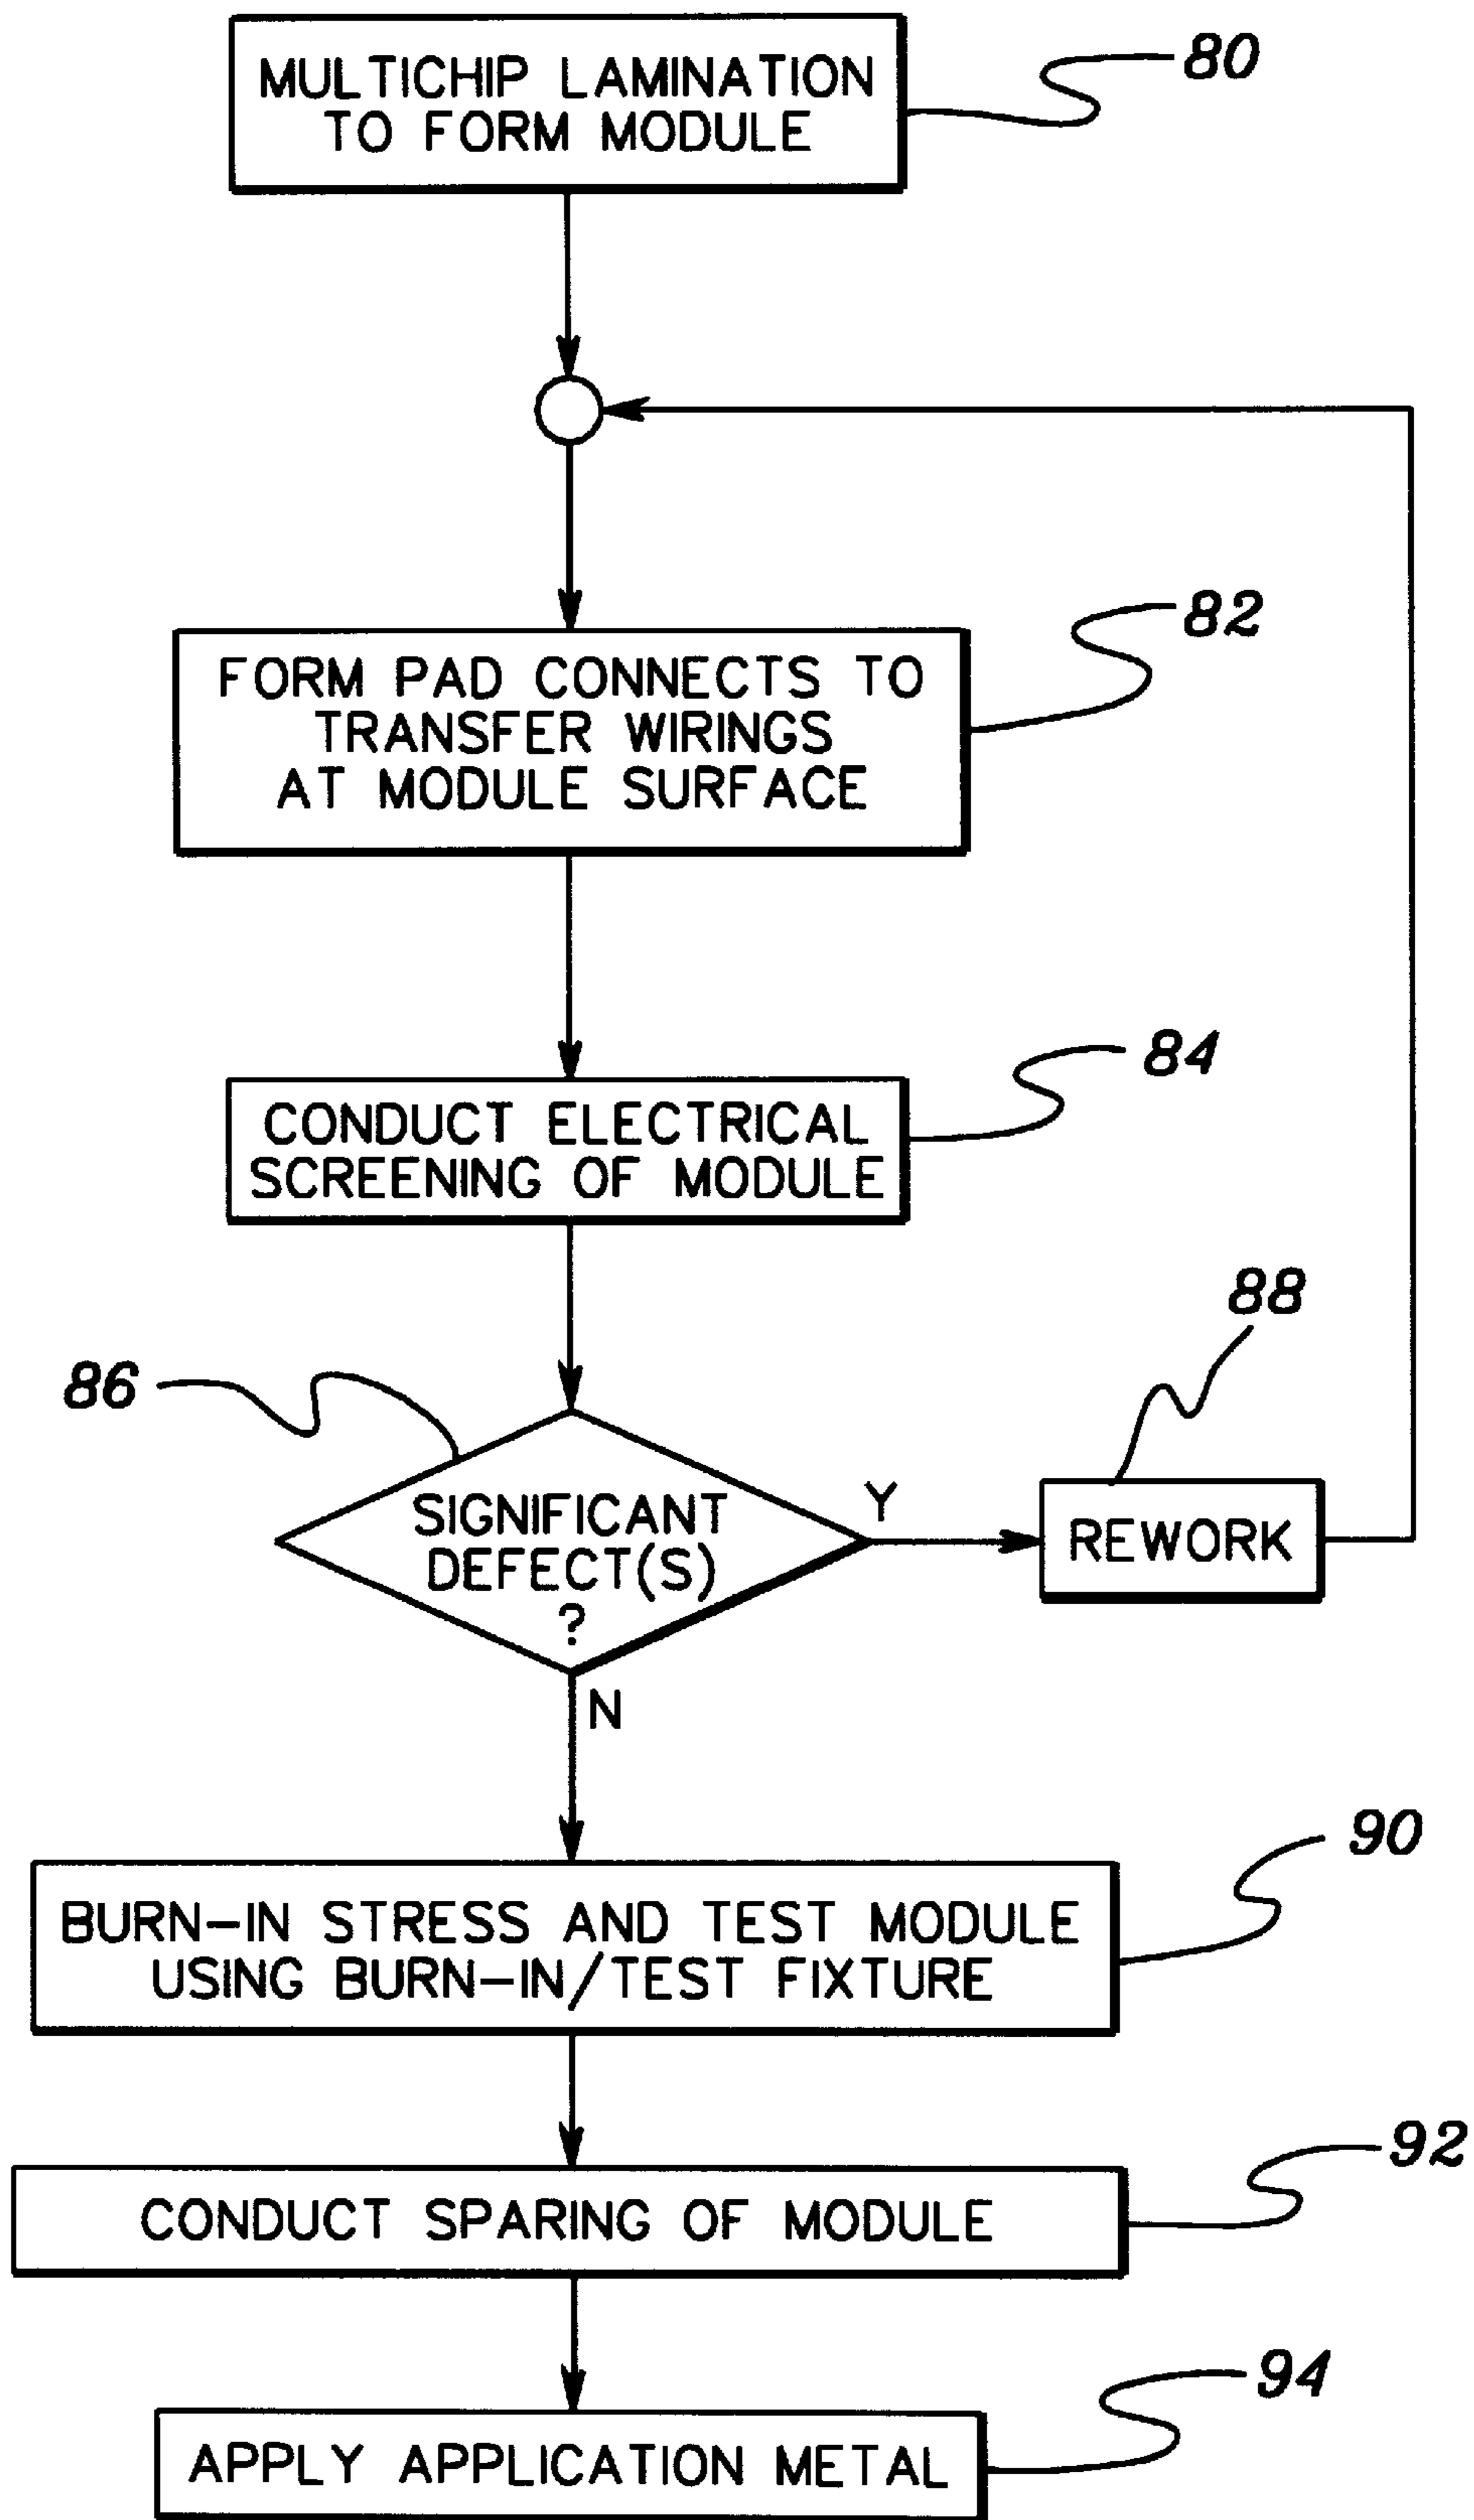 MULTICHIP LAMINATION
TO FORM MODULE
80
FORM PAD CONNECTS TO
TRANSFER WIRINGS
AT MODULE SURFACE
82
CONDUCT ELECTRICAL
SCREENING OF MODULE
84
86
SIGNIFICANT
DEFECT(S)
?
Y
N
88
REWORK
BURN-IN STRESS AND TEST MODULE
USING BURN-IN/TEST FIXTURE
90
CONDUCT SPARING OF MODULE
92
APPLY APPLICATION METAL
94